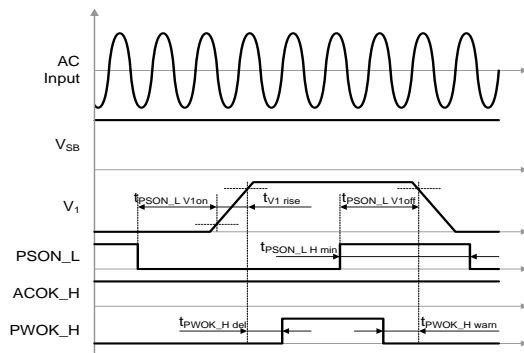 AC
Input
VSB
tPSON_L V1on
tV1 rise
tPSON_L V1off
V1
tPSON_L H min
PSON_L
ACOK_H
tPWOK_H del
tPWOK_H warn
PWOK_H